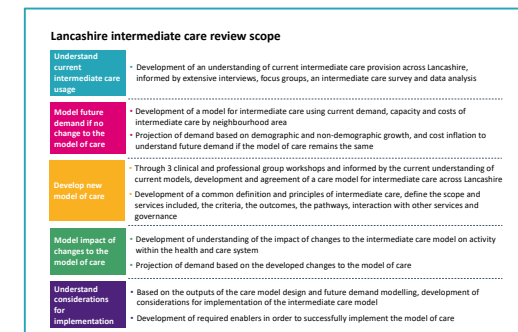 Lancashire intermediate care review scope
Understand
current
intermediate care
usage
• Development of an understanding of current intermediate care provision across Lancashire,
informed by extensive interviews, focus groups, an intermediate care survey and data analysis
Model future
demand if no
change to the
model of care
• Development of a model for intermediate care using current demand, capacity and costs of
intermediate care by neighbourhood area
• Projection of demand based on demographic and non-demographic growth, and cost inflation to
understand future demand if the model of care remains the same
Develop new
model of care
• Through 3 clinical and professional group workshops and informed by the current understanding of
current models, development and agreement of a care model for intermediate care across Lancashire
• Development of a common definition and principles of intermediate care, define the scope and
services included, the criteria, the outcomes, the pathways, interaction with other services and
governance
Model impact of
changes to the
model of care
• Development of understanding of the impact of changes to the intermediate care model on activity
within the health and care system
• Projection of demand based on the developed changes to the model of care
Understand
considerations
for
implementation
• Based on the outputs of the care model design and future demand modelling, development of
considerations for implementation of the intermediate care model
• Development of required enablers in order to successfully implement the model of care